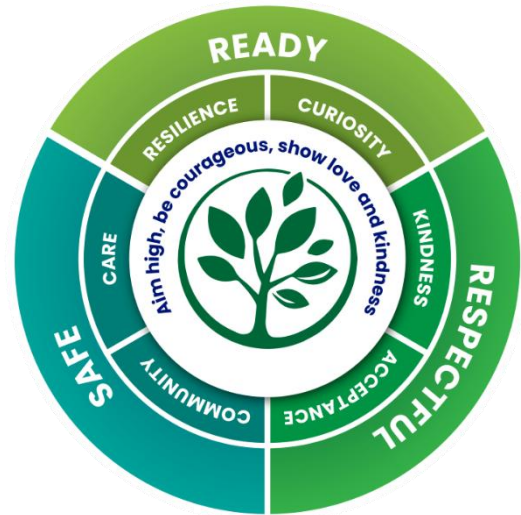 READY
RESILIENCE
CURIOSITY
Aim high, be courageous, show love and kindness
CARE
KINDNESS
SAFE
RESPECTFUL
COMMUNITY
ACCEPTANCE